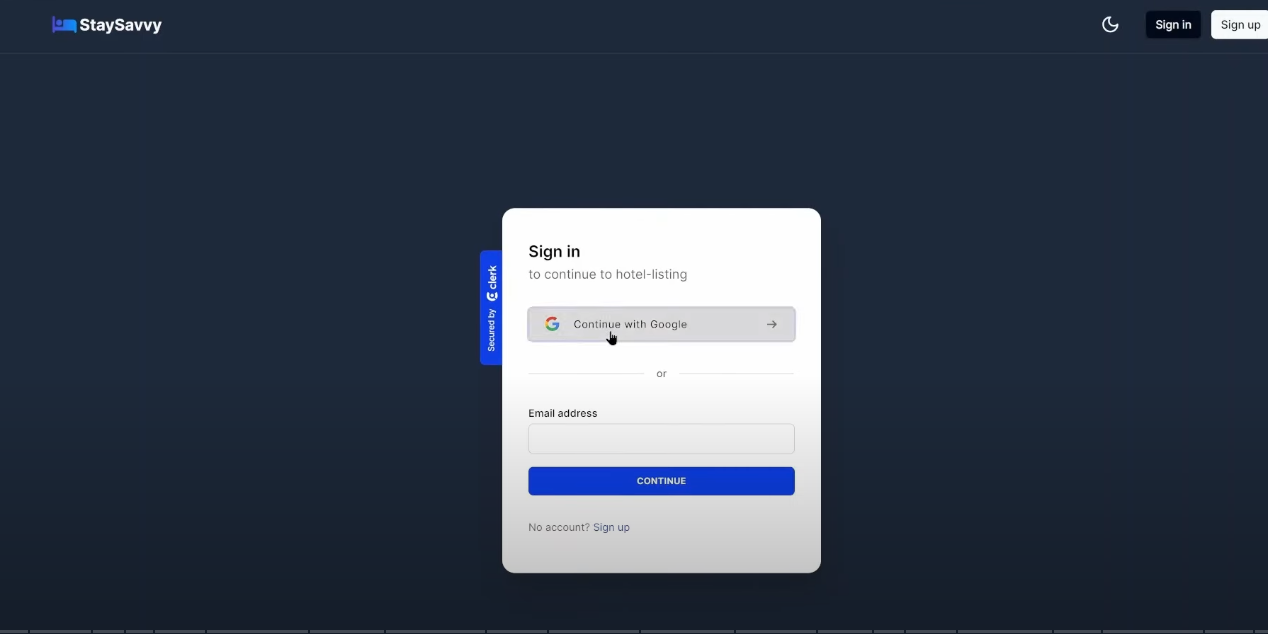 StaySavvy
Sign in
Sign up
Sign in
to continue to hotel-listing
Secured by clerk
Continue with Google
or
Email address
CONTINUE
No account? Sign up